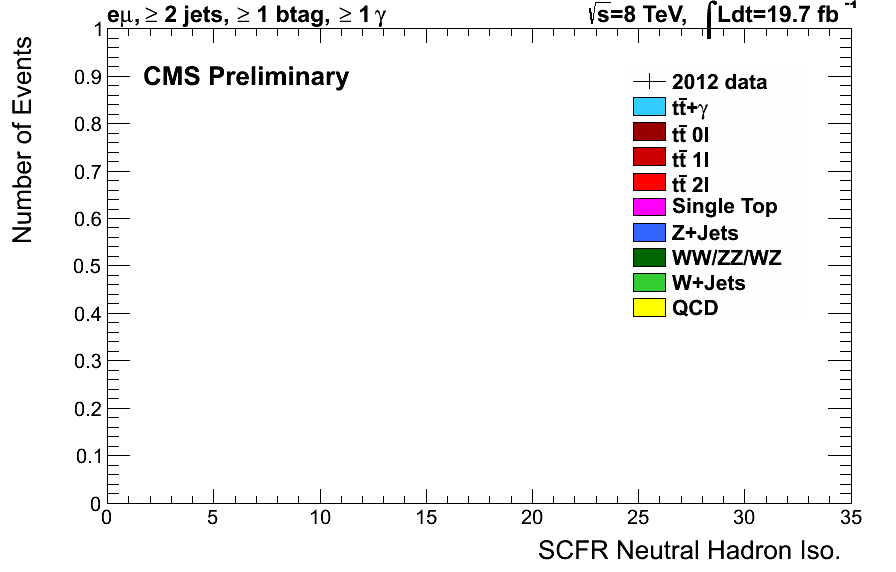 eμ, ≥ 2 jets, ≥ 1 btag, ≥ 1 γ
√s=8 TeV, ∫Ldt=19.7 fb⁻¹
Number of Events
CMS Preliminary
2012 data
tt̄+γ
tt̄ 0l
tt̄ 1l
tt̄ 2l
Single Top
Z+Jets
WW/ZZ/WZ
W+Jets
QCD
1
0.9
0.8
0.7
0.6
0.5
0.4
0.3
0.2
0.1
0
0 5 10 15 20 25 30 35
SCFR Neutral Hadron Iso.